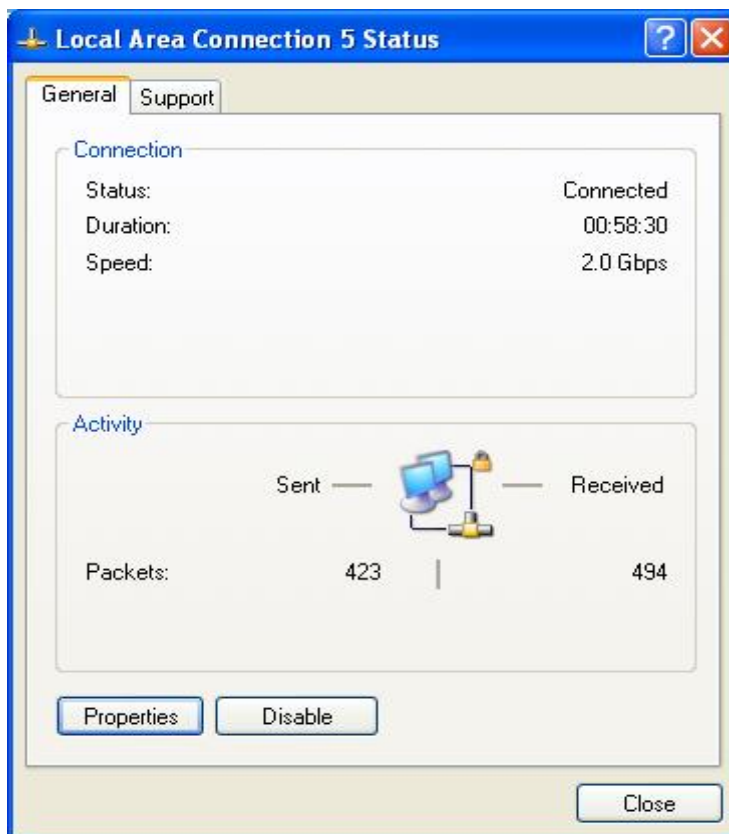 Local Area Connection 5 Status
General Support
Connection
Status: Connected
Duration: 00:58:30
Speed: 2.0 Gbps
Activity
Sent Received
Packets: 423 494
Properties Disable
Close